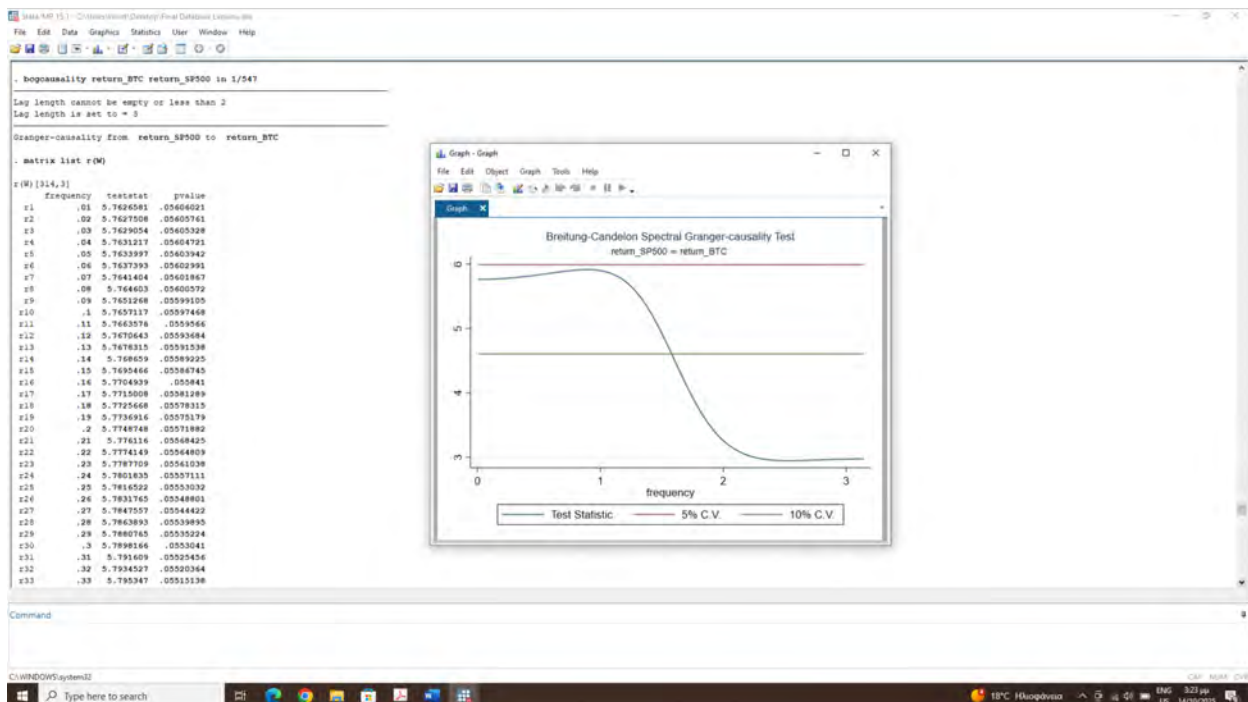 File Edit Data Graphics Statistics User Window Help
. bcgcausality return_BTC return_SP500 in 1/547
Lag length cannot be empty or less than 2
Lag length is set to = 3
Granger-causality from return_SP500 to return_BTC
. matrix list r(W)
r(W)[314,3]
frequency teststat pvalue
r1 .01 5.7626581 .05606021
r2 .02 5.7627508 .05605761
r3 .03 5.7629054 .05605328
r4 .04 5.7631217 .05604721
r5 .05 5.7633997 .05603942
r6 .06 5.7637393 .05602991
r7 .07 5.7641404 .05601867
r8 .08 5.764603 .05600572
r9 .09 5.7651268 .05599105
r10 .1 5.7657117 .05597468
r11 .11 5.7663576 .0559566
r12 .12 5.7670643 .05593684
r13 .13 5.7678315 .05591538
r14 .14 5.768659 .05589225
r15 .15 5.7695466 .05586745
r16 .16 5.7704939 .055841
r17 .17 5.7715008 .05581289
r18 .18 5.7725668 .05578315
r19 .19 5.7736916 .05575179
r20 .2 5.7748748 .05571882
r21 .21 5.776116 .05568425
r22 .22 5.7774149 .05564809
r23 .23 5.7787709 .05561038
r24 .24 5.7801835 .05557111
r25 .25 5.7816522 .05553032
r26 .26 5.7831765 .05548801
r27 .27 5.7847557 .05544422
r28 .28 5.7863893 .05539895
r29 .29 5.7880765 .05535224
r30 .3 5.7898166 .0553041
r31 .31 5.791609 .05525456
r32 .32 5.7934527 .05520364
r33 .33 5.795347 .05515138
Graph - Graph
File Edit Object Graph Tools Help
Graph
Breitung-Candelon Spectral Granger-causality Test
return_SP500 = return_BTC
6
5
4
3
0 1 2 3
frequency
Test Statistic 5% C.V. 10% C.V.
Command
C:\WINDOWS\system32
CAP NUM OVR
Type here to search
18°C Ηλιοφάνεια
ENG 3:23 μμ